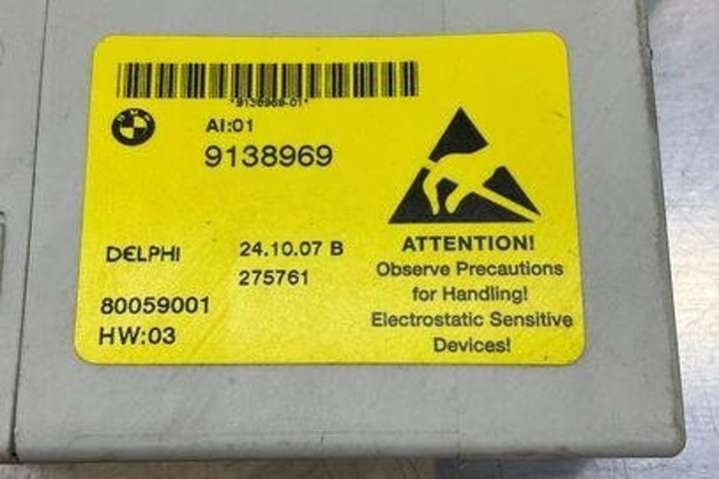 *9138969-01*
BMW
AI:01
9138969
DELPHI
24.10.07 B
275761
80059001
HW:03
ATTENTION!
Observe Precautions
for Handling!
Electrostatic Sensitive
Devices!